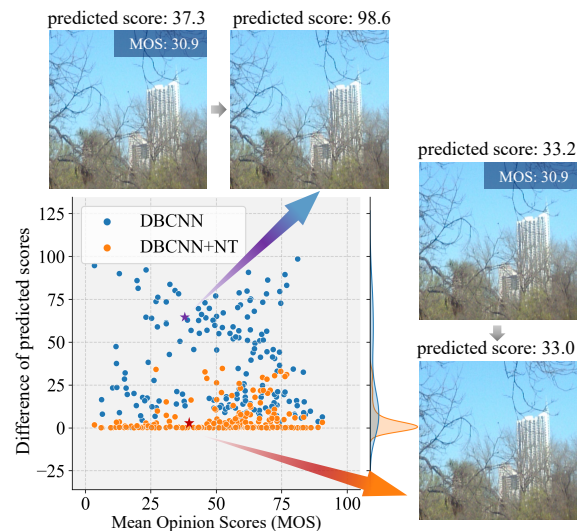 predicted score: 37.3
predicted score: 98.6
MOS: 30.9
predicted score: 33.2
MOS: 30.9
predicted score: 33.0
Difference of predicted scores
125
100
75
50
25
0
−25
DBCNN
DBCNN+NT
0
25
50
75
100
Mean Opinion Scores (MOS)